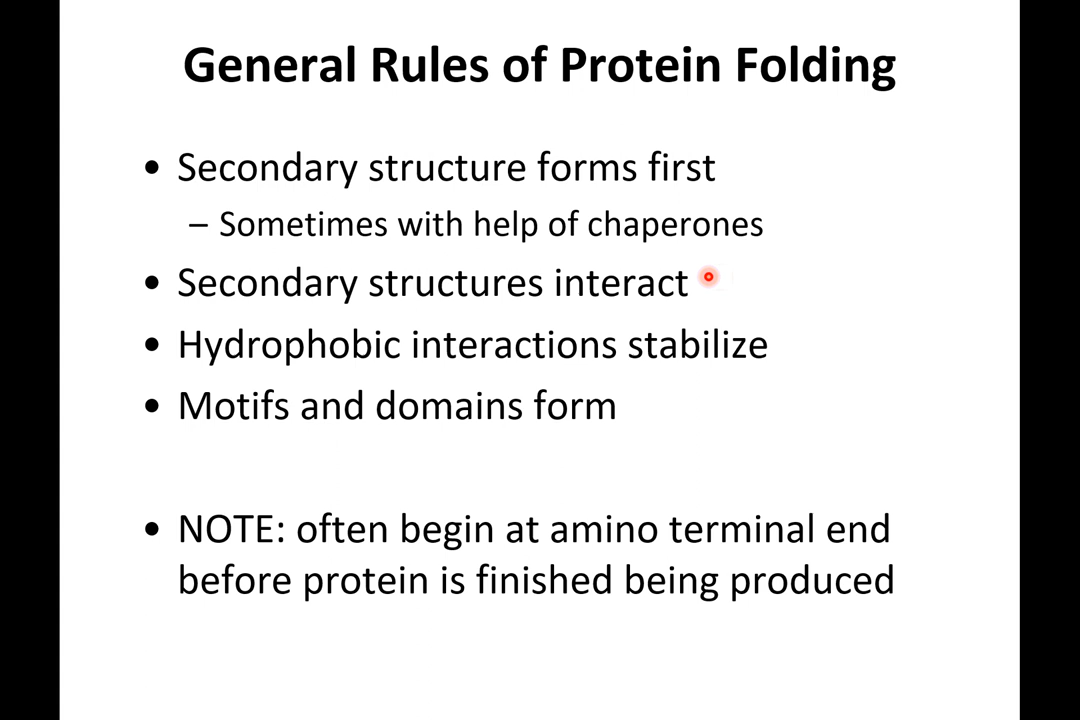 General Rules of Protein Folding
• Secondary structure forms first
– Sometimes with help of chaperones
• Secondary structures interact
• Hydrophobic interactions stabilize
• Motifs and domains form
• NOTE: often begin at amino terminal end
before protein is finished being produced